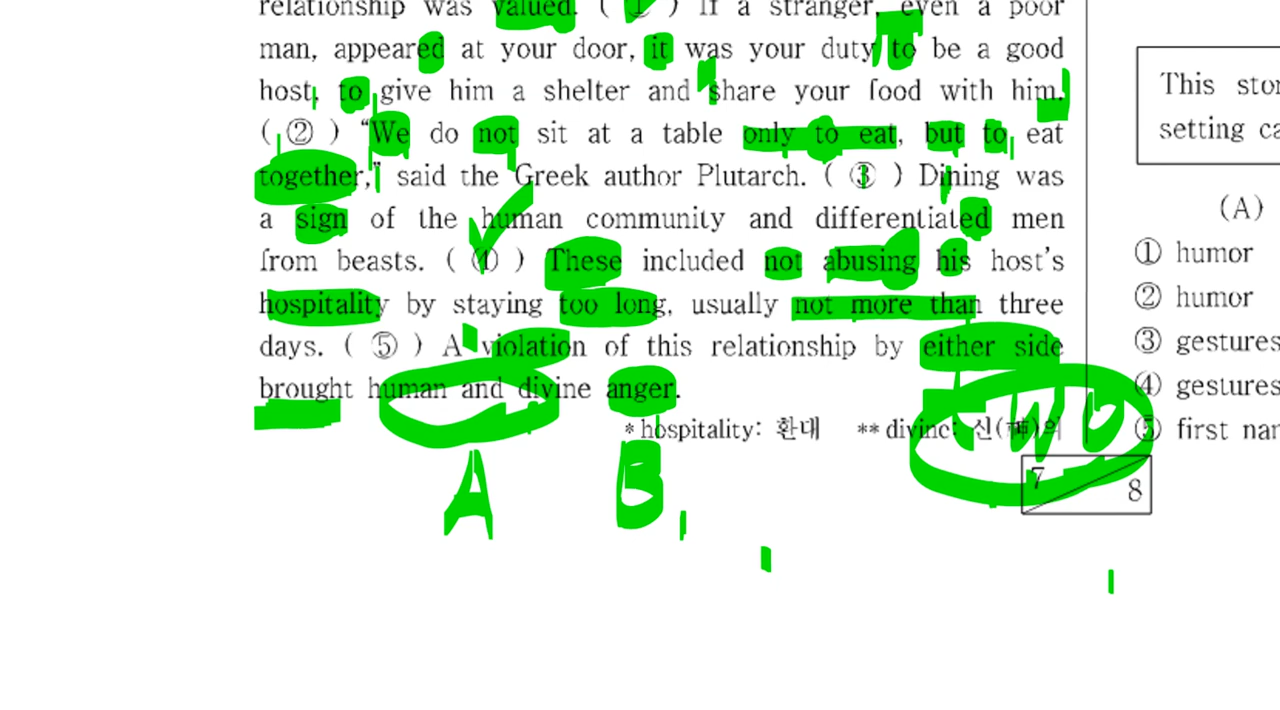 relationship was valued. ( ① ) If a stranger, even a poor
man, appeared at your door, it was your duty to be a good
host, to give him a shelter and share your food with him.
( ② ) “We do not sit at a table only to eat, but to eat
together,” said the Greek author Plutarch. ( ③ ) Dining was
a sign of the human community and differentiated men
from beasts. ( ④ ) These included not abusing his host's
hospitality by staying too long, usually not more than three
days. ( ⑤ ) A violation of this relationship by either side
brought human and divine anger.
* hospitality: 환대 ** divine: 신(神)의
A B
7 8
This
setting
(A)
① humor
② humor
③ gestures
④ gestures
⑤ first